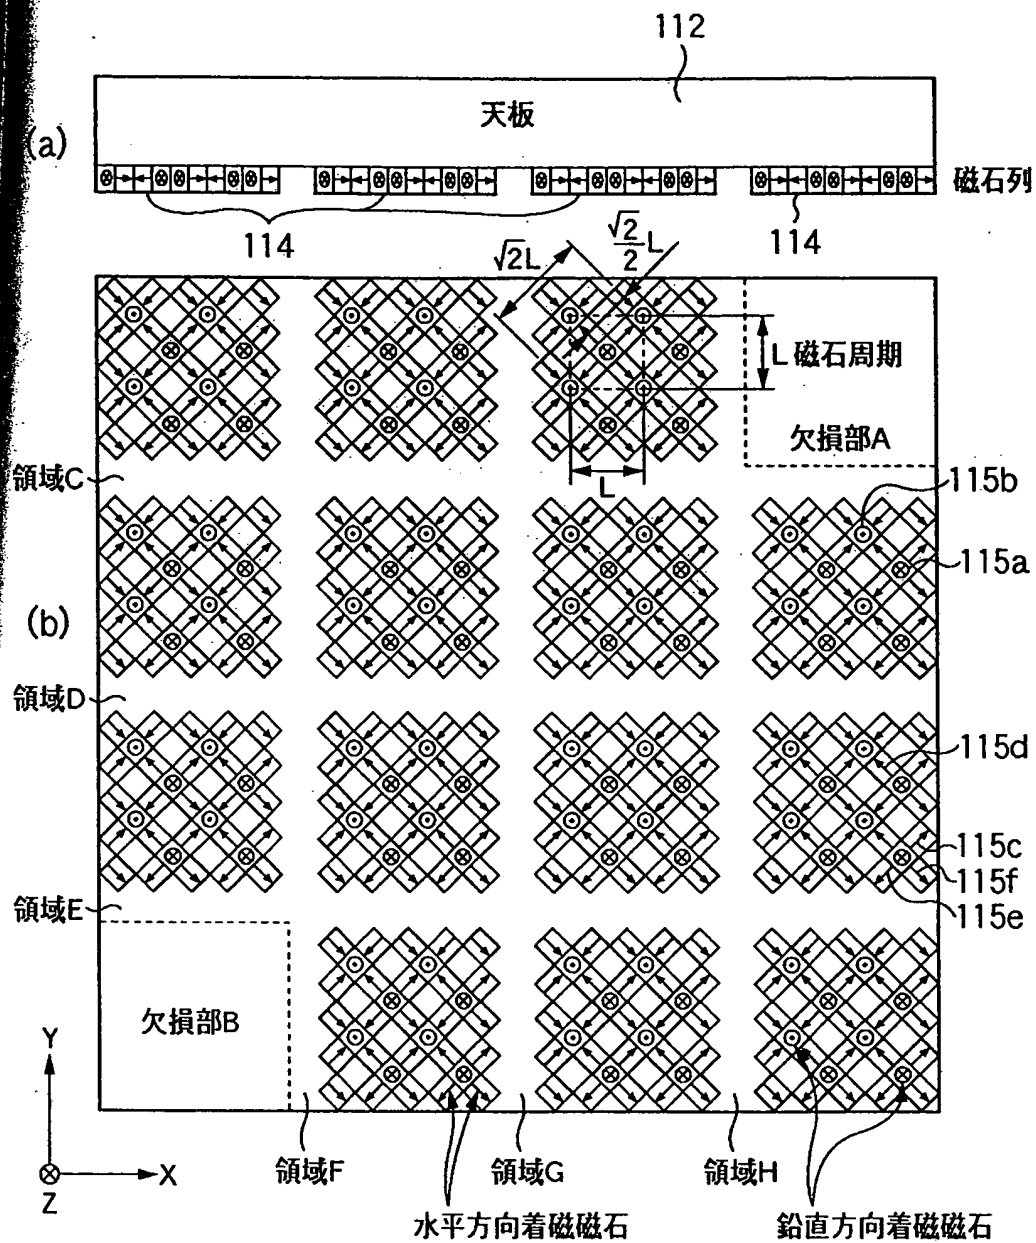 112
天板
(a)
磁石列
114
114
√2L
√2/2 L
L 磁石周期
欠損部A
領域C
L
115b
115a
(b)
領域D
115d
115c
115f
115e
領域E
欠損部B
Y
X
Z
領域F
領域G
領域H
水平方向着磁磁石
鉛直方向着磁磁石